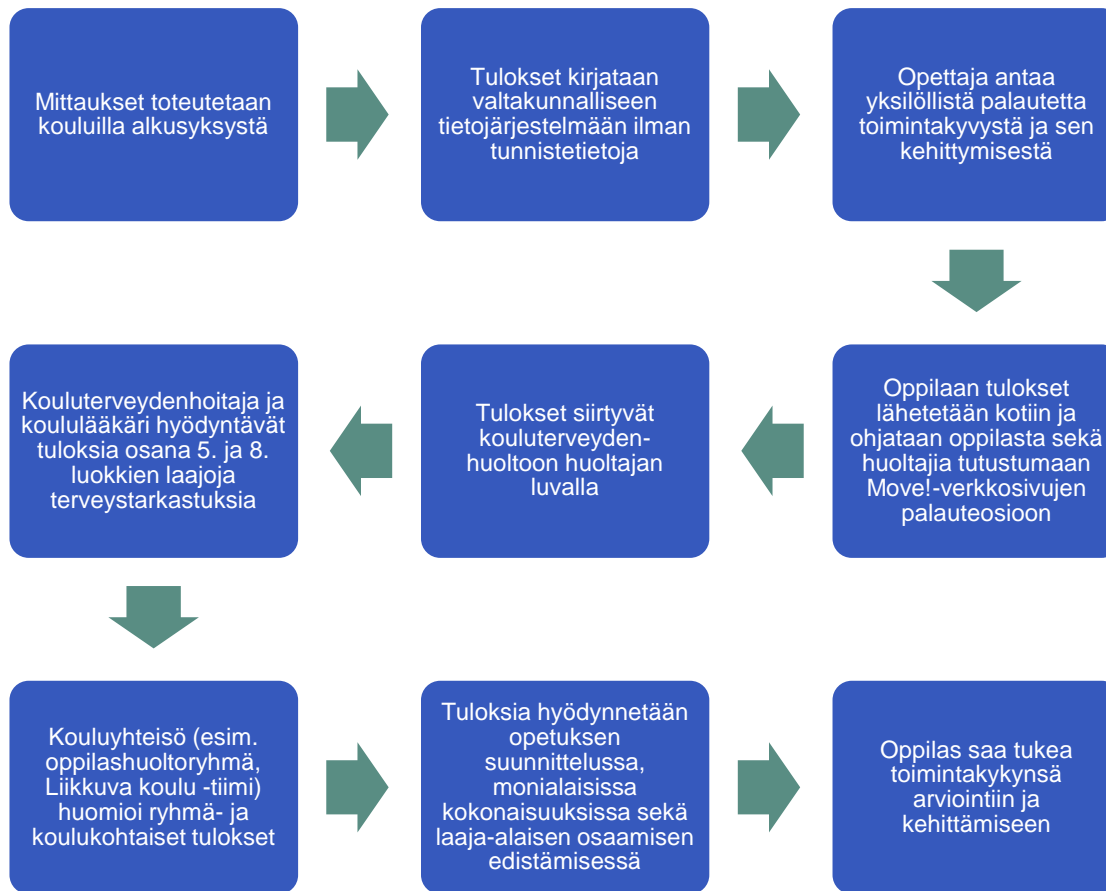 Mittaukset toteutetaan
kouluilla alkusyksystä
Tulokset kirjataan
valtakunnalliseen
tietojärjestelmään ilman
tunnistetietoja
Opettaja antaa
yksilöllistä palautetta
toimintakyvystä ja sen
kehittymisestä
Oppilaan tulokset
lähetetään kotiin ja
ohjataan oppilasta sekä
huoltajia tutustumaan
Move!-verkkosivujen
palauteosioon
Tulokset siirtyvät
kouluterveyden-
huoltoon huoltajan
luvalla
Kouluterveydenhoitaja ja
koululääkäri hyödyntävät
tuloksia osana 5. ja 8.
luokkien laajoja
terveystarkastuksia
Kouluyhteisö (esim.
oppilashuoltoryhmä,
Liikkuva koulu -tiimi)
huomioi ryhmä- ja
koulukohtaiset tulokset
Tuloksia hyödynnetään
opetuksen
suunnittelussa,
monialaisissa
kokonaisuuksissa sekä
laaja-alaisen osaamisen
edistämisessä
Oppilas saa tukea
toimintakykynsä
arviointiin ja
kehittämiseen